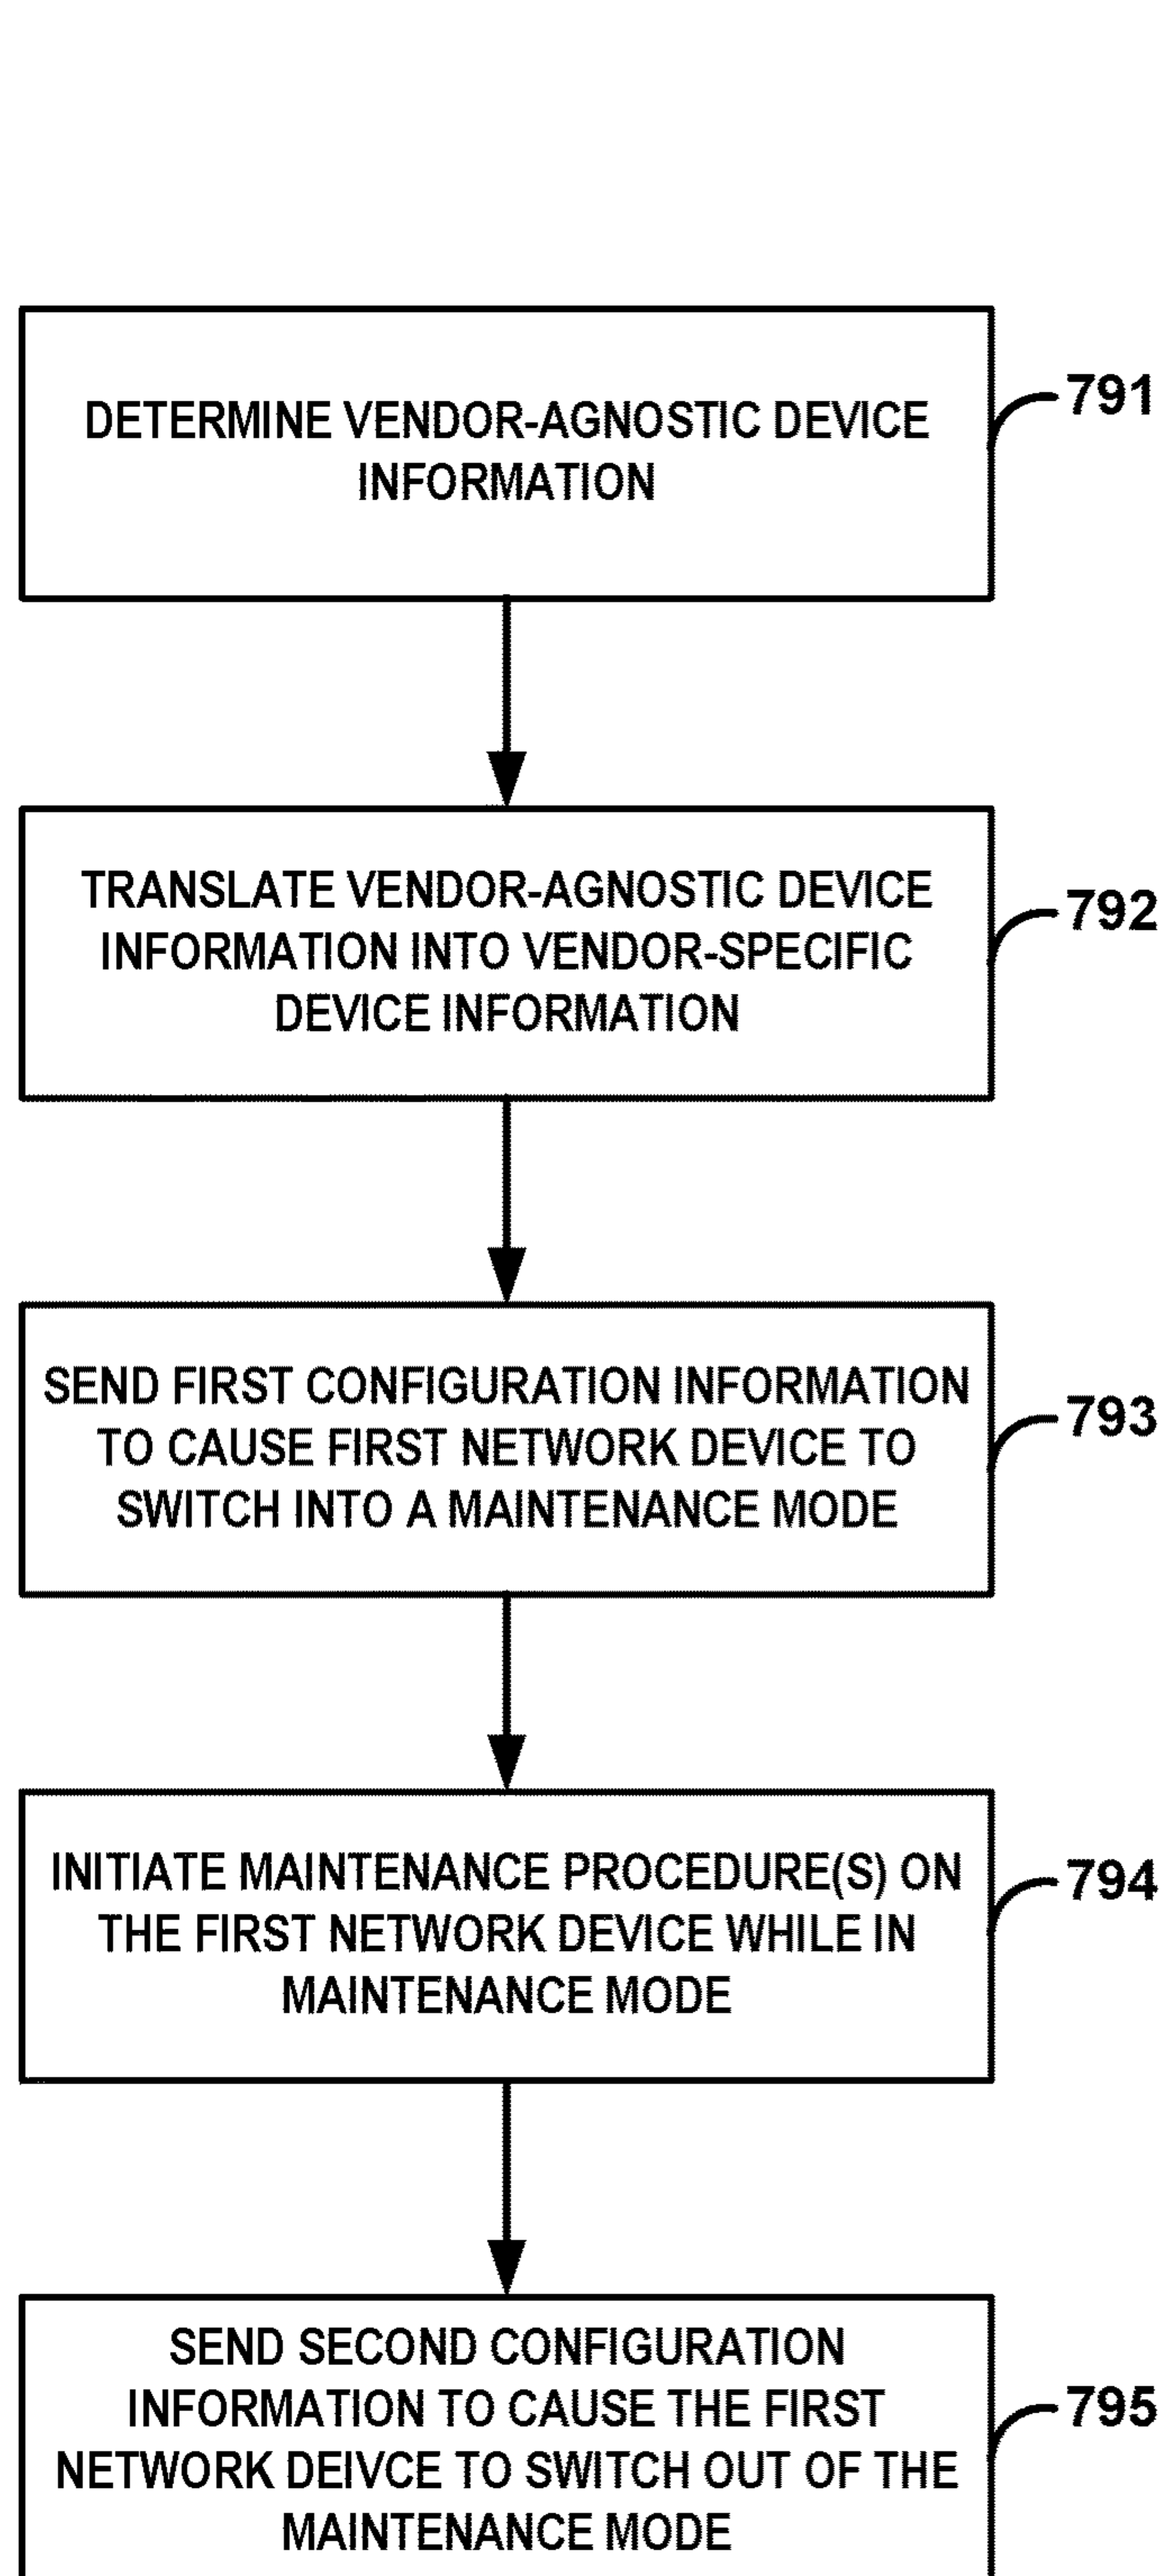 DETERMINE VENDOR-AGNOSTIC DEVICE
INFORMATION
791
TRANSLATE VENDOR-AGNOSTIC DEVICE
INFORMATION INTO VENDOR-SPECIFIC
DEVICE INFORMATION
792
SEND FIRST CONFIGURATION INFORMATION
TO CAUSE FIRST NETWORK DEVICE TO
SWITCH INTO A MAINTENANCE MODE
793
INITIATE MAINTENANCE PROCEDURE(S) ON
THE FIRST NETWORK DEVICE WHILE IN
MAINTENANCE MODE
794
SEND SECOND CONFIGURATION
INFORMATION TO CAUSE THE FIRST
NETWORK DEIVCE TO SWITCH OUT OF THE
MAINTENANCE MODE
795